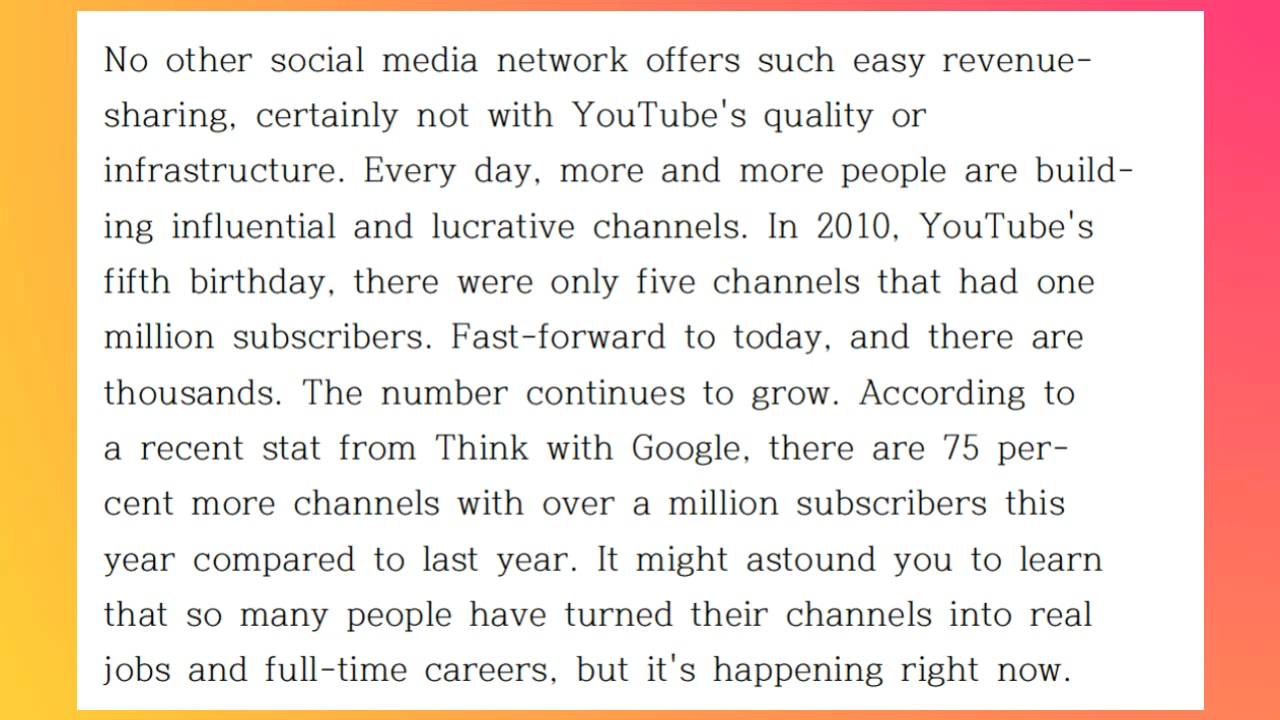 No other social media network offers such easy revenue-
sharing, certainly not with YouTube's quality or
infrastructure. Every day, more and more people are build-
ing influential and lucrative channels. In 2010, YouTube's
fifth birthday, there were only five channels that had one
million subscribers. Fast-forward to today, and there are
thousands. The number continues to grow. According to
a recent stat from Think with Google, there are 75 per-
cent more channels with over a million subscribers this
year compared to last year. It might astound you to learn
that so many people have turned their channels into real
jobs and full-time careers, but it's happening right now.